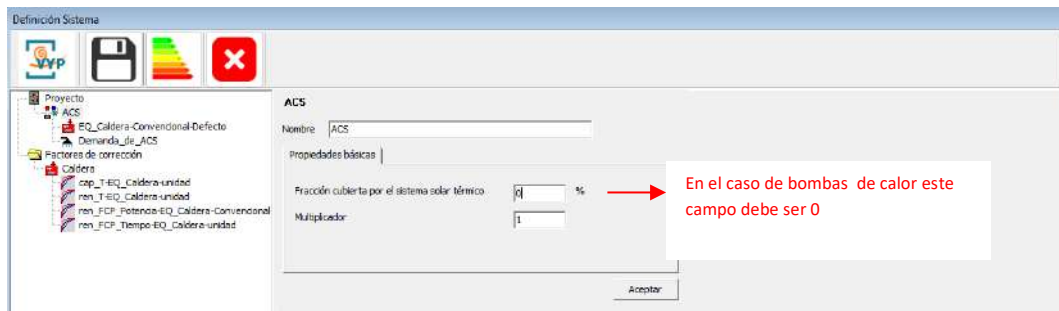 Definición Sistema
VYP
Proyecto
ACS
EQ_Caldera-Convencional-Defecto
Demanda_de_ACS
Factores de corrección
Caldera
cap_T-EQ_Caldera-unidad
ren_T-EQ_Caldera-unidad
ren_FCP_Potencia-EQ_Caldera-Convencional
ren_FCP_Tiempo-EQ_Caldera-unidad
ACS
Nombre ACS
Propiedades básicas
Fracción cubierta por el sistema solar térmico 0 %
Multiplicador 1
Aceptar
En el caso de bombas de calor este
campo debe ser 0